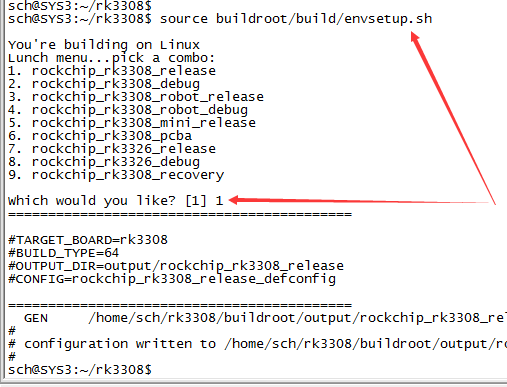 sch@SYS3:~/rk3308$
sch@SYS3:~/rk3308$ source buildroot/build/envsetup.sh
You're building on Linux
Lunch menu...pick a combo:
1. rockchip_rk3308_release
2. rockchip_rk3308_debug
3. rockchip_rk3308_robot_release
4. rockchip_rk3308_robot_debug
5. rockchip_rk3308_mini_release
6. rockchip_rk3308_pcba
7. rockchip_rk3326_release
8. rockchip_rk3326_debug
9. rockchip_rk3308_recovery
Which would you like? [1] 1
===========================================
#TARGET_BOARD=rk3308
#BUILD_TYPE=64
#OUTPUT_DIR=output/rockchip_rk3308_release
#CONFIG=rockchip_rk3308_release_defconfig
===========================================
GEN /home/sch/rk3308/buildroot/output/rockchip_rk3308_rel
#
# configuration written to /home/sch/rk3308/buildroot/output/ro
#
sch@SYS3:~/rk3308$